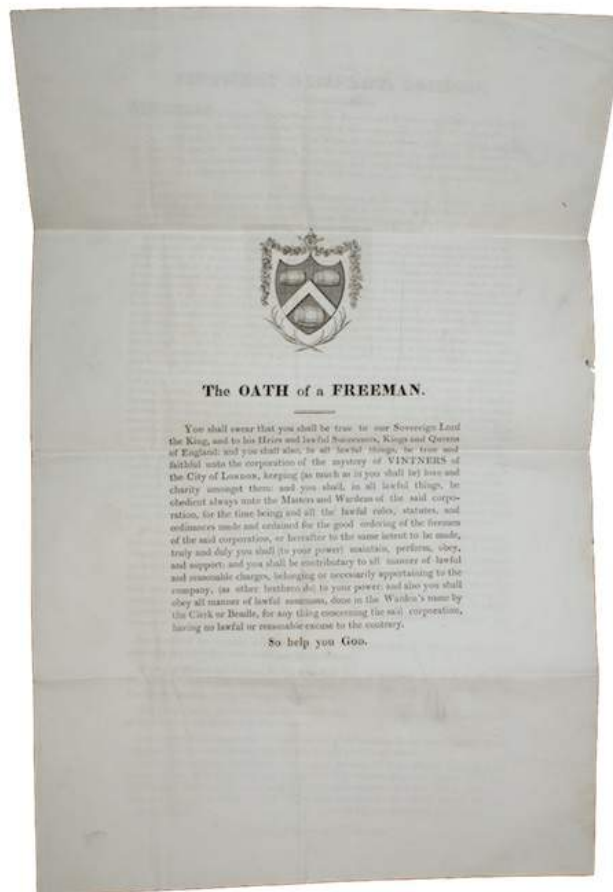 The OATH of a FREEMAN.
You shall swear that you shall be true to our Sovereign Lord
the King, and to his Heirs and lawful Successors, Kings and Queens
of England: and you shall also, in all lawful things, be true and
faithful unto the corporation of the mystery of VINTNERS of
the City of LONDON, keeping (as much as in you shall be) love and
charity amongst them: and you shall, in all lawful things, be
obedient always unto the Masters and Wardens of the said corpo-
ration, for the time being; and all the lawful rules, statutes, and
ordinances made and ordained for the good ordering of the freemen
of the said corporation, or hereafter to the same intent to be made,
truly and duly you shall (to your power) maintain, perform, obey,
and support: and you shall be contributary to all manner of lawful
and reasonable charges, belonging or necessarily appertaining to the
company, (as other brethren do) to your power: and also you shall
obey all manner of lawful summons, done in the Warden's name by
the Clerk or Beadle, for any thing concerning the said corporation,
having no lawful or reasonable excuse to the contrary.
So help you GOD.